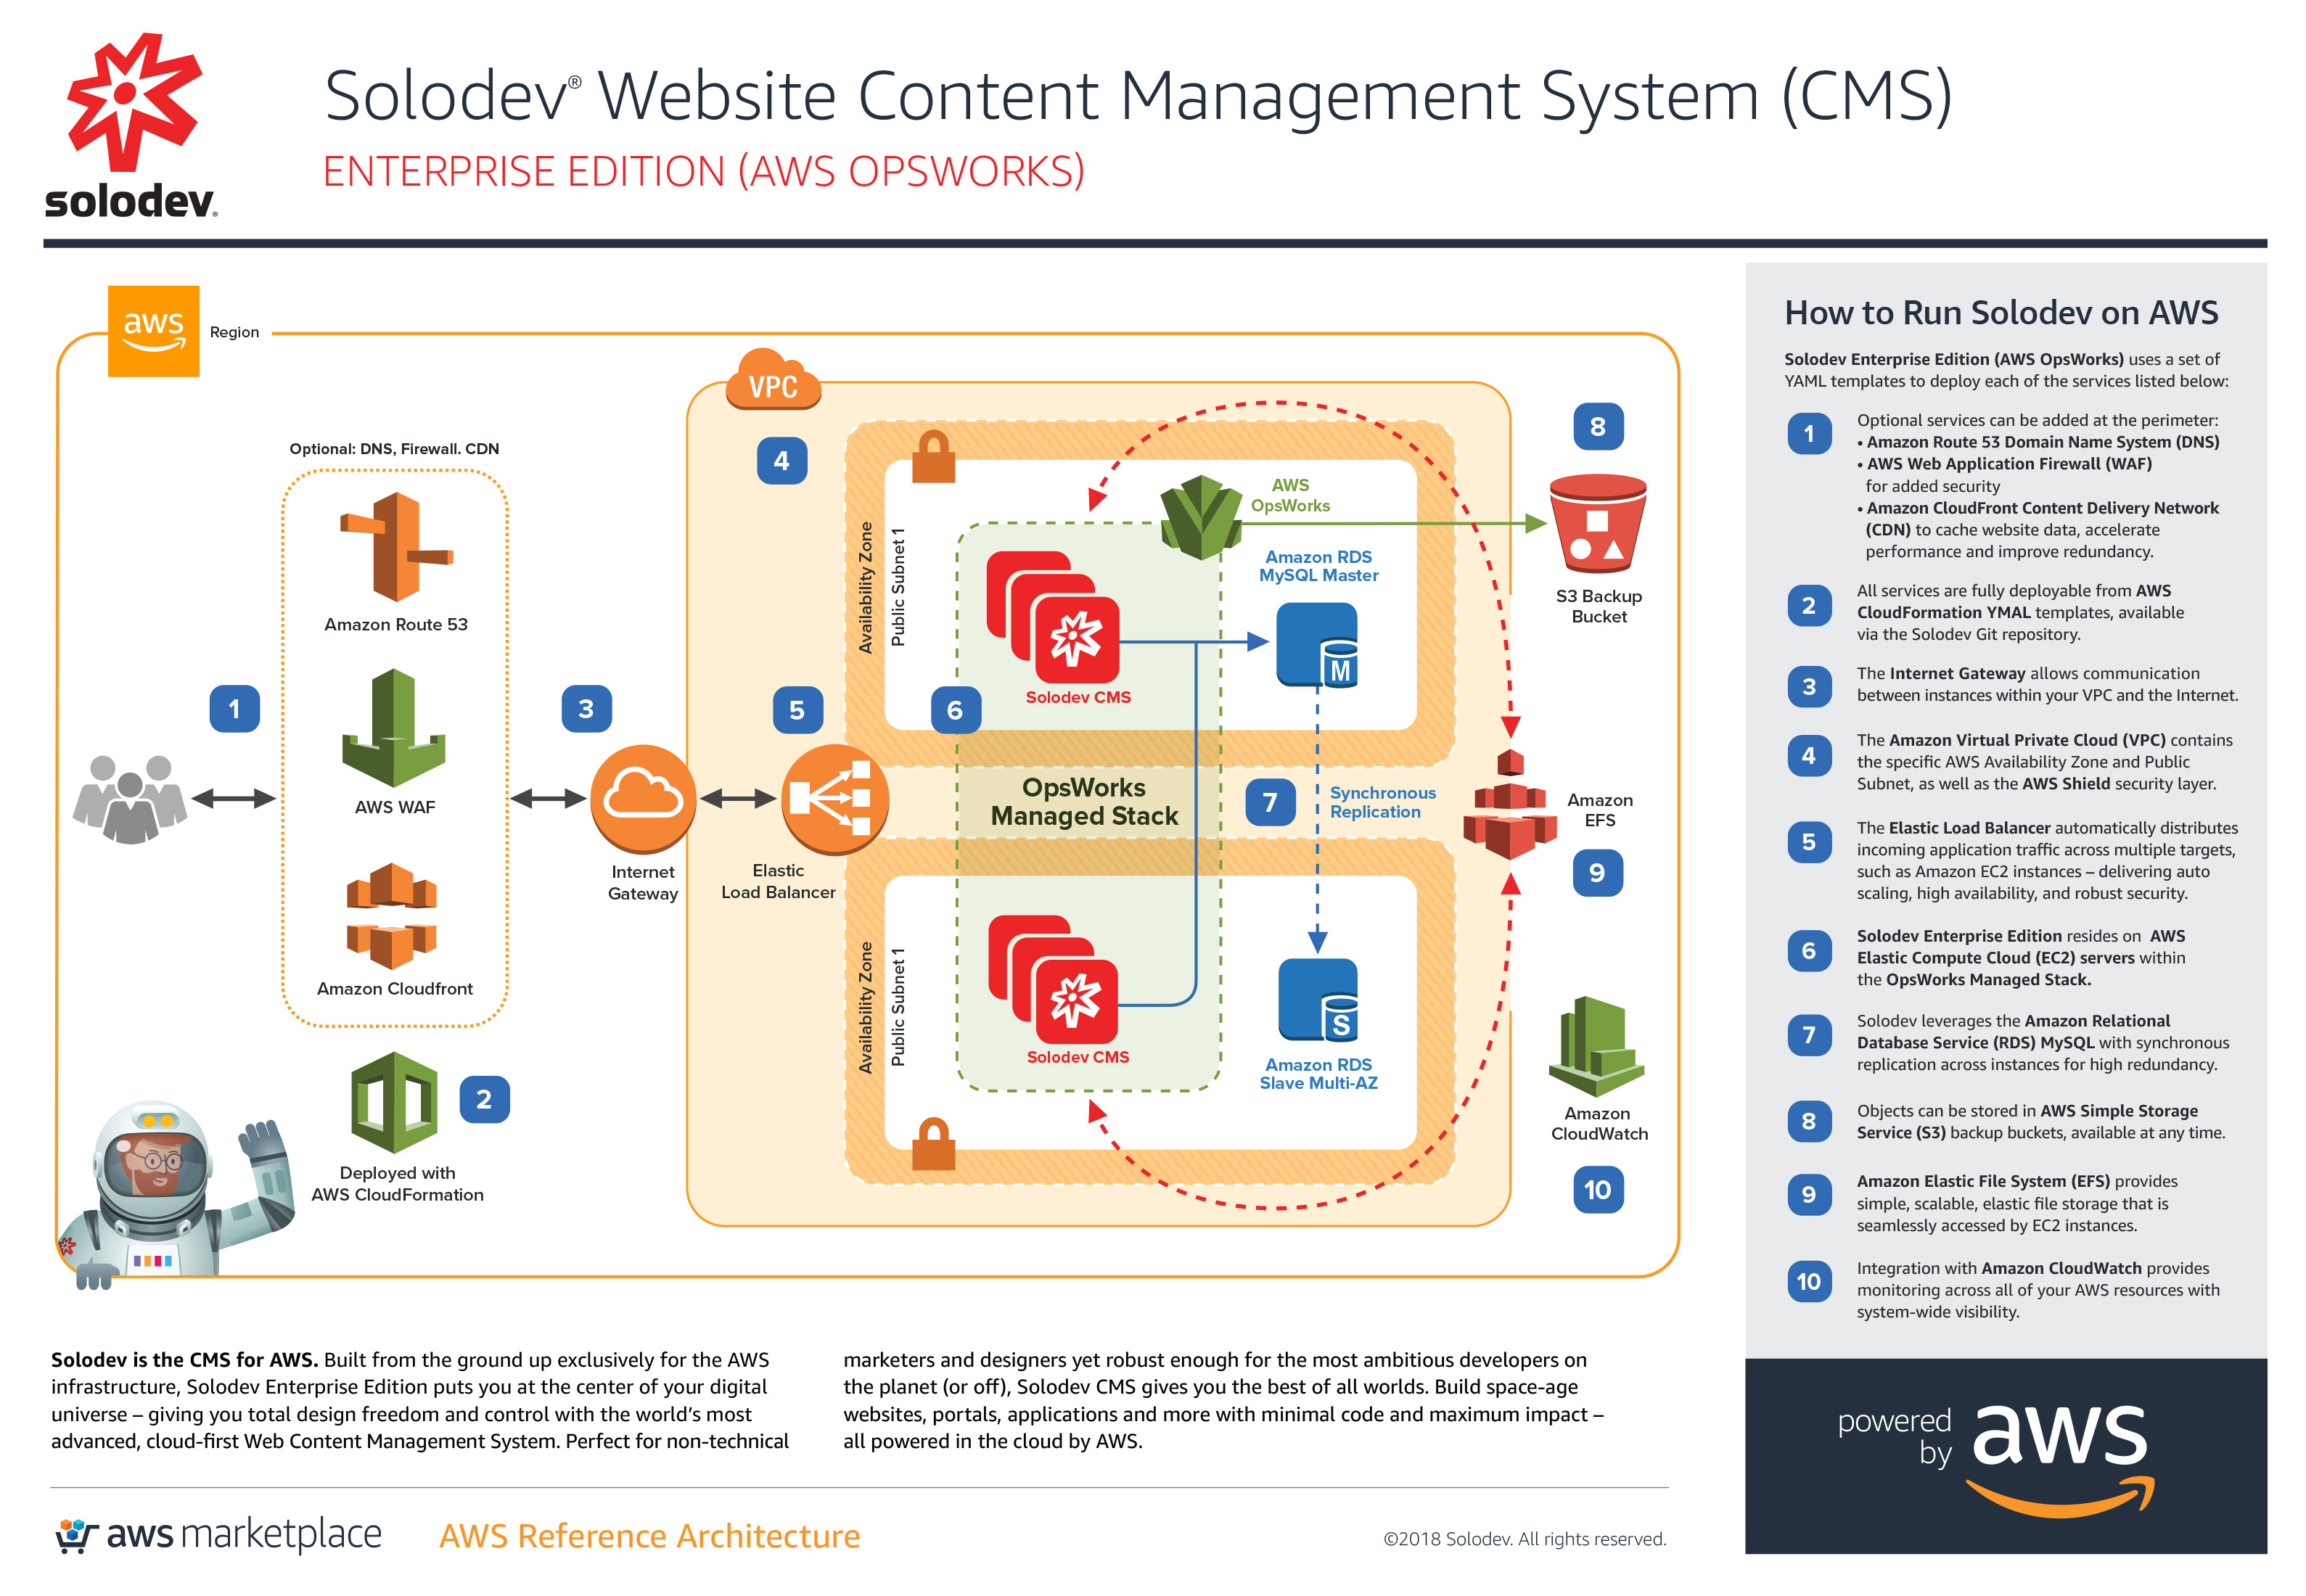 solodev®
Solodev® Website Content Management System (CMS)
ENTERPRISE EDITION (AWS OPSWORKS)
aws
Region
Optional: DNS, Firewall. CDN
Amazon Route 53
AWS WAF
Amazon Cloudfront
1
2
Deployed with
AWS CloudFormation
3
Internet
Gateway
VPC
4
5
Elastic
Load Balancer
Availability Zone
Public Subnet 1
AWS
OpsWorks
Amazon RDS
MySQL Master
M
Solodev CMS
6
OpsWorks
Managed Stack
7
Synchronous
Replication
Availability Zone
Public Subnet 1
Solodev CMS
S
Amazon RDS
Slave Multi-AZ
8
S3 Backup
Bucket
Amazon
EFS
9
Amazon
CloudWatch
10
How to Run Solodev on AWS
Solodev Enterprise Edition (AWS OpsWorks) uses a set of
YAML templates to deploy each of the services listed below:
1
Optional services can be added at the perimeter:
• Amazon Route 53 Domain Name System (DNS)
• AWS Web Application Firewall (WAF)
for added security
• Amazon CloudFront Content Delivery Network
(CDN) to cache website data, accelerate
performance and improve redundancy.
2
All services are fully deployable from AWS
CloudFormation YMAL templates, available
via the Solodev Git repository.
3
The Internet Gateway allows communication
between instances within your VPC and the Internet.
4
The Amazon Virtual Private Cloud (VPC) contains
the specific AWS Availability Zone and Public
Subnet, as well as the AWS Shield security layer.
5
The Elastic Load Balancer automatically distributes
incoming application traffic across multiple targets,
such as Amazon EC2 instances – delivering auto
scaling, high availability, and robust security.
6
Solodev Enterprise Edition resides on AWS
Elastic Compute Cloud (EC2) servers within
the OpsWorks Managed Stack.
7
Solodev leverages the Amazon Relational
Database Service (RDS) MySQL with synchronous
replication across instances for high redundancy.
8
Objects can be stored in AWS Simple Storage
Service (S3) backup buckets, available at any time.
9
Amazon Elastic File System (EFS) provides
simple, scalable, elastic file storage that is
seamlessly accessed by EC2 instances.
10
Integration with Amazon CloudWatch provides
monitoring across all of your AWS resources with
system-wide visibility.
Solodev is the CMS for AWS. Built from the ground up exclusively for the AWS
infrastructure, Solodev Enterprise Edition puts you at the center of your digital
universe – giving you total design freedom and control with the world's most
advanced, cloud-first Web Content Management System. Perfect for non-technical
marketers and designers yet robust enough for the most ambitious developers on
the planet (or off), Solodev CMS gives you the best of all worlds. Build space-age
websites, portals, applications and more with minimal code and maximum impact –
all powered in the cloud by AWS.
aws marketplace
AWS Reference Architecture
©2018 Solodev. All rights reserved.
powered
by
aws